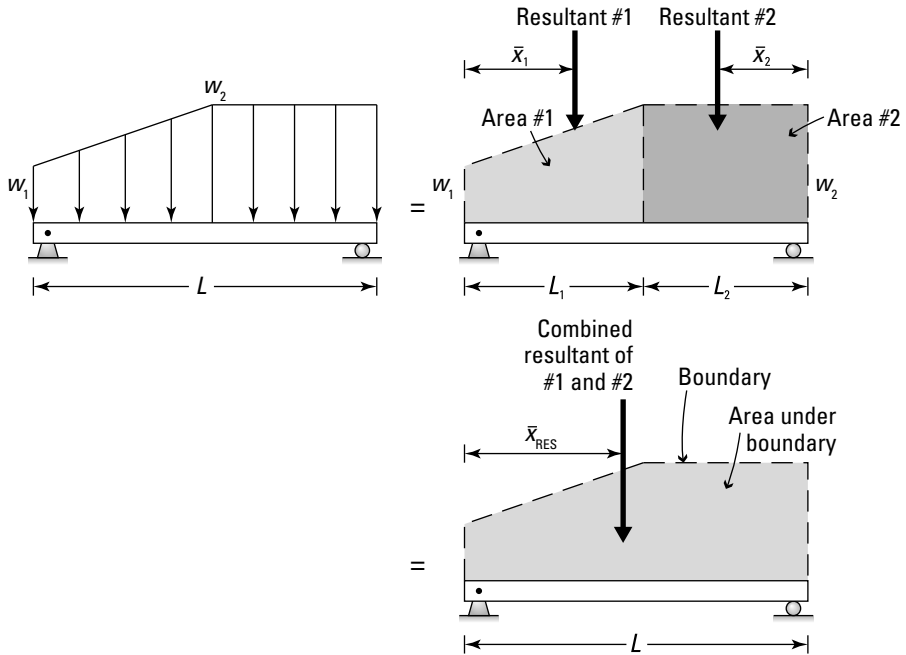 Resultant #1
Resultant #2
x̄₁
x̄₂
w₂
Area #1
Area #2
w₁
w₁
w₂
=
L
L₁
L₂
Combined
resultant of
#1 and #2
Boundary
Area under
boundary
x̄RES
=
L